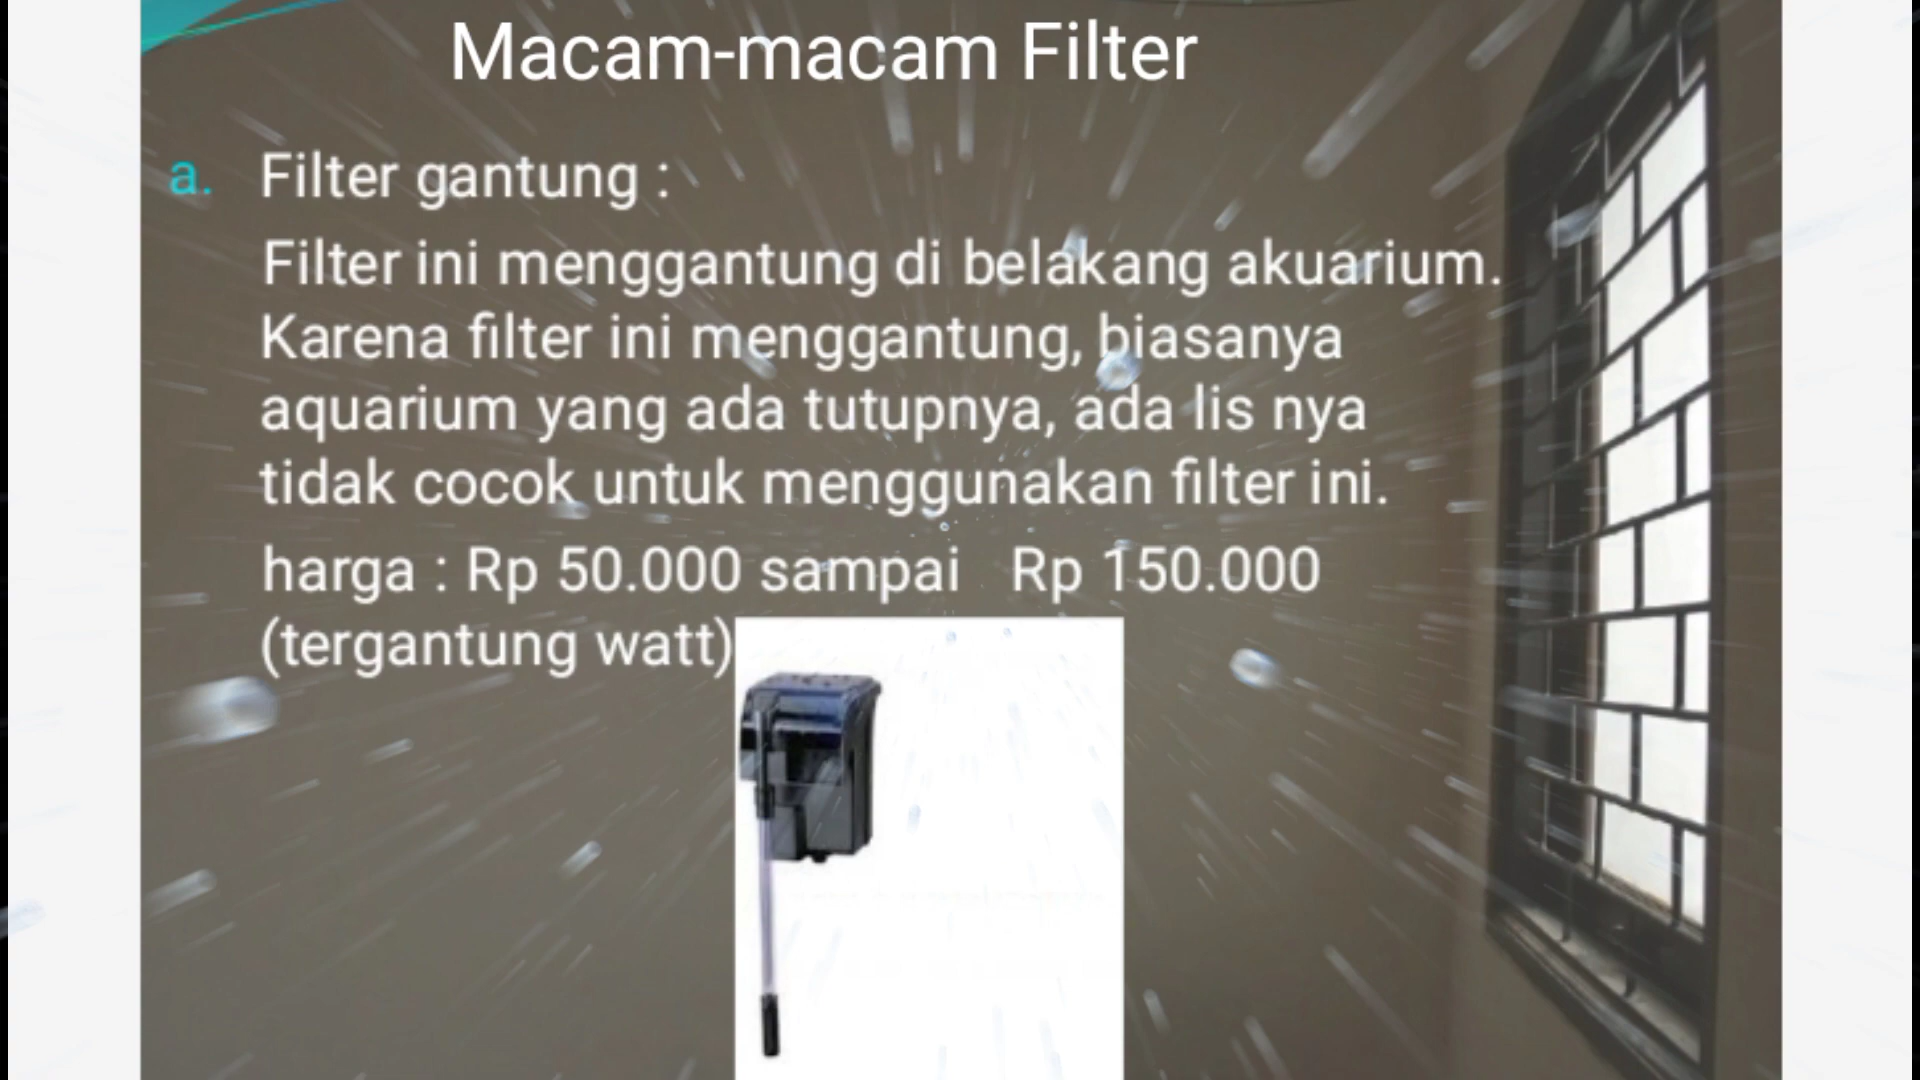 Macam-macam Filter
a. Filter gantung :
Filter ini menggantung di belakang akuarium.
Karena filter ini menggantung, biasanya
aquarium yang ada tutupnya, ada lis nya
tidak cocok untuk menggunakan filter ini.
harga : Rp 50.000 sampai Rp 150.000
(tergantung watt)